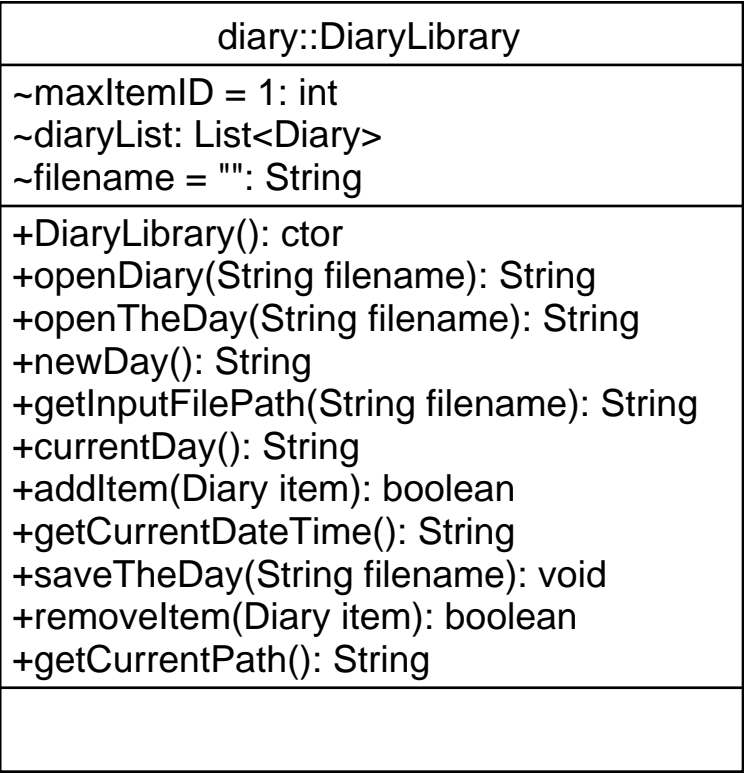 diary::DiaryLibrary
~maxItemID = 1: int
~diaryList: List<Diary>
~filename = "": String
+DiaryLibrary(): ctor
+openDiary(String filename): String
+openTheDay(String filename): String
+newDay(): String
+getInputFilePath(String filename): String
+currentDay(): String
+addItem(Diary item): boolean
+getCurrentDateTime(): String
+saveTheDay(String filename): void
+removeItem(Diary item): boolean
+getCurrentPath(): String